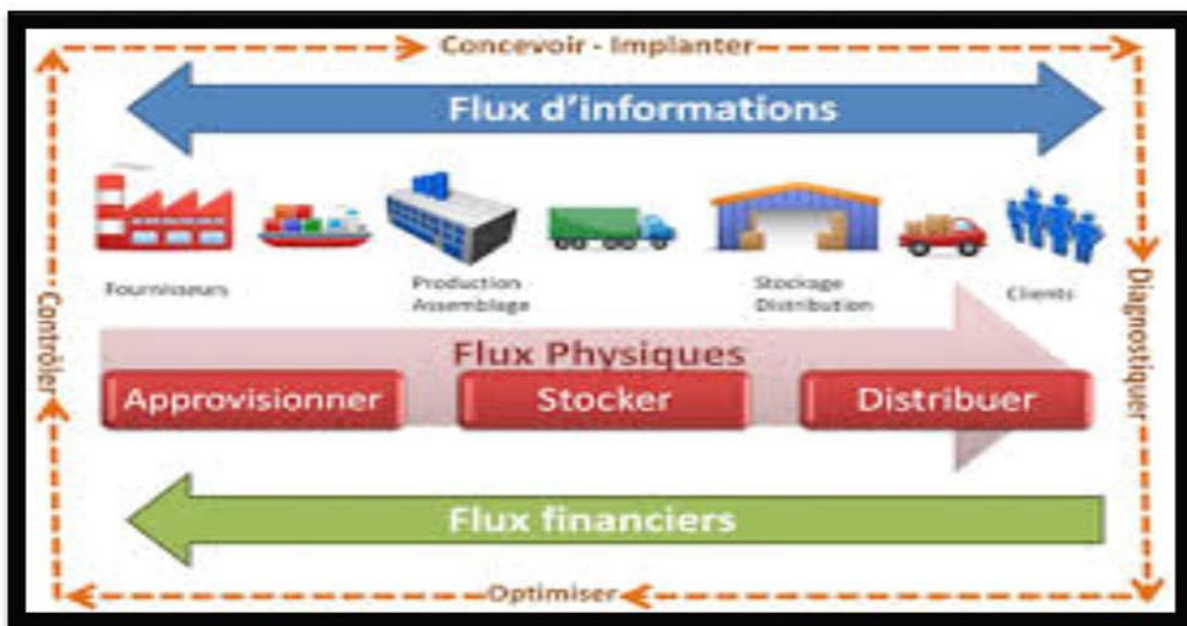 Concevoir - Implanter
Flux d'informations
Fournisseurs
Production
Assemblage
Stockage
Distribution
Clients
Contrôler
Diagnostiquer
Flux Physiques
Approvisionner
Stocker
Distribuer
Flux financiers
Optimiser